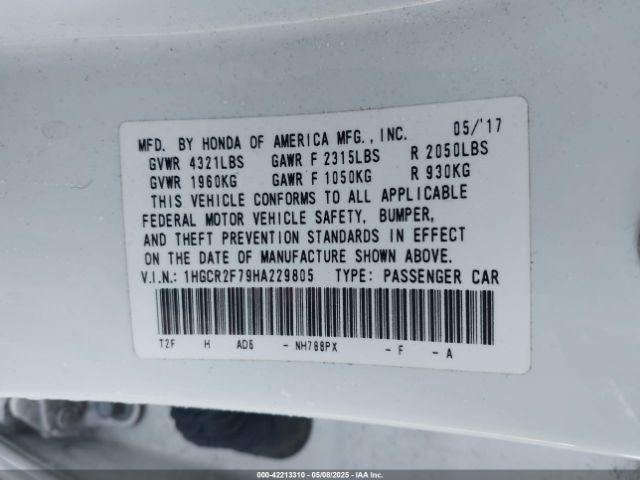 MFD. BY HONDA OF AMERICA MFG., INC. 05/'17
GVWR 4321LBS GAWR F 2315LBS R 2050LBS
GVWR 1960KG GAWR F 1050KG R 930KG
THIS VEHICLE CONFORMS TO ALL APPLICABLE
FEDERAL MOTOR VEHICLE SAFETY, BUMPER,
AND THEFT PREVENTION STANDARDS IN EFFECT
ON THE DATE OF MANUFACTURE SHOWN ABOVE.
V.I.N.: 1HGCR2F79HA229805 TYPE: PASSENGER CAR
T2F H AD5 - NH788PX - F - A
000-42213310 | 05/08/2025 | IAA Inc.